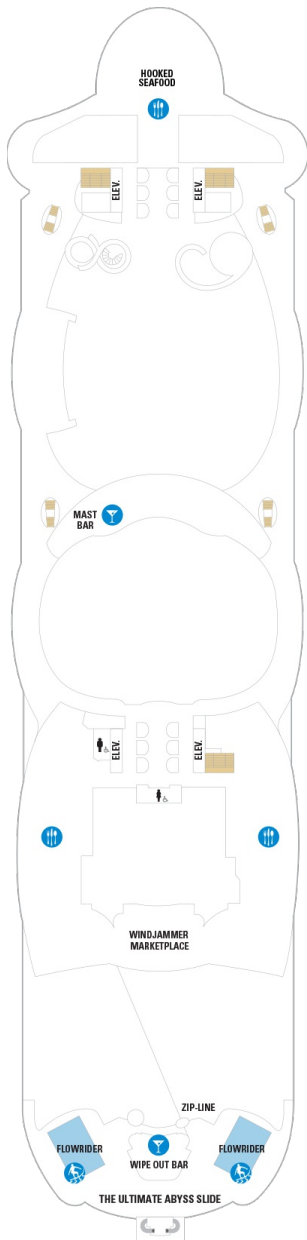 HOOKED
SEAFOOD
ELEV.
ELEV.
MAST
BAR
ELEV.
ELEV.
WINDJAMMER
MARKETPLACE
ZIP-LINE
FLOWRIDER
FLOWRIDER
WIPE OUT BAR
THE ULTIMATE ABYSS SLIDE